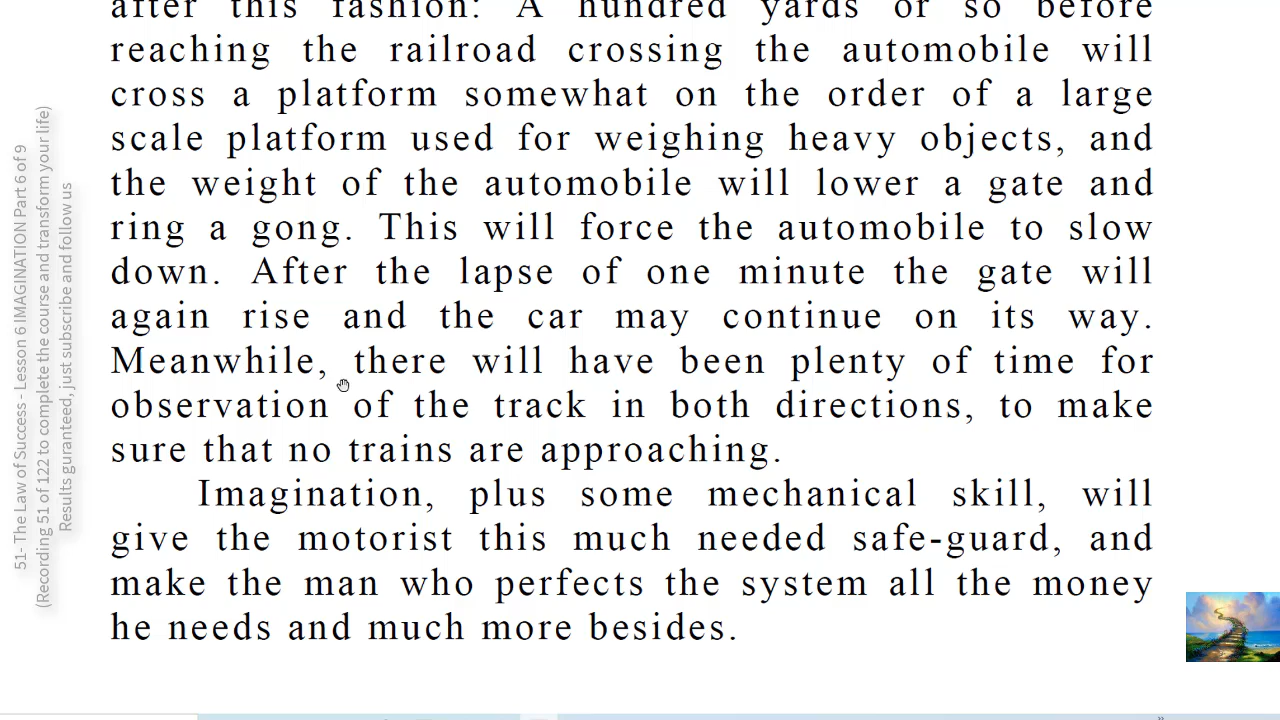 after this fashion: A hundred yards or so before
reaching the railroad crossing the automobile will
cross a platform somewhat on the order of a large
scale platform used for weighing heavy objects, and
the weight of the automobile will lower a gate and
ring a gong. This will force the automobile to slow
down. After the lapse of one minute the gate will
again rise and the car may continue on its way.
Meanwhile, there will have been plenty of time for
observation of the track in both directions, to make
sure that no trains are approaching.
Imagination, plus some mechanical skill, will
give the motorist this much needed safe-guard, and
make the man who perfects the system all the money
he needs and much more besides.
51- The Law of Success - Lesson 6 IMAGINATION Part 6 of 9
(Recording 51 of 122 to complete the course and transform your life)
Results guranteed, just subscribe and follow us